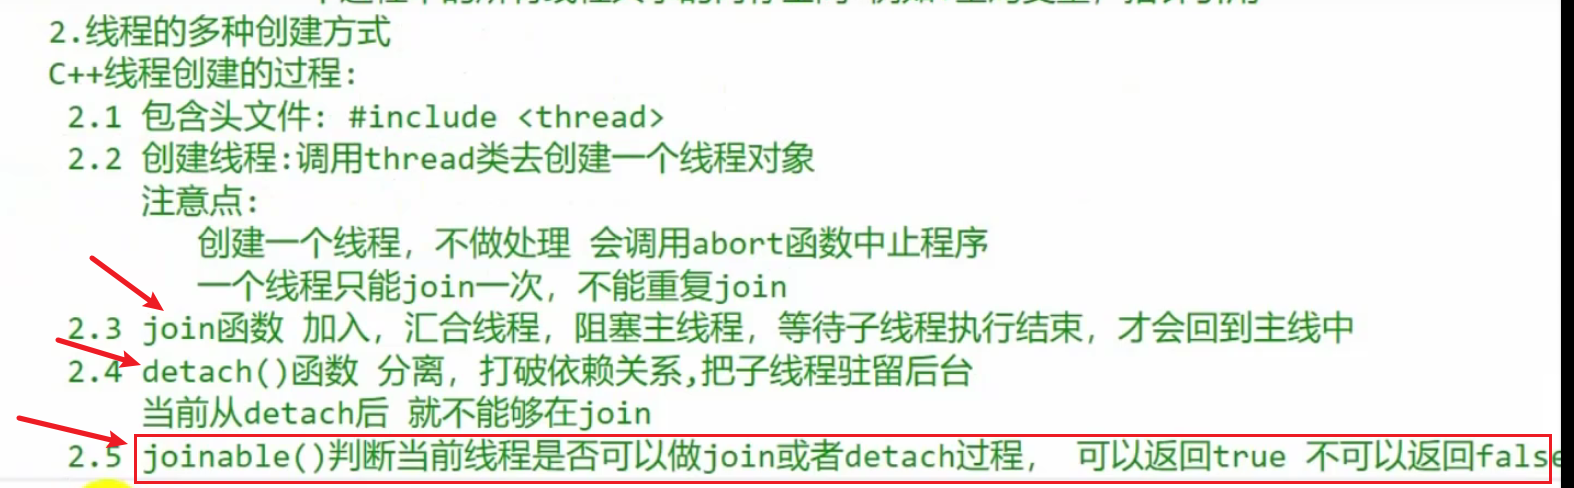 2.线程的多种创建方式
C++线程创建的过程:
2.1 包含头文件: #include <thread>
2.2 创建线程:调用thread类去创建一个线程对象
注意点:
创建一个线程，不做处理 会调用abort函数中止程序
一个线程只能join一次，不能重复join
2.3 join函数 加入，汇合线程，阻塞主线程，等待子线程执行结束，才会回到主线中
2.4 detach()函数 分离，打破依赖关系,把子线程驻留后台
当前从detach后 就不能够在join
2.5 joinable()判断当前线程是否可以做join或者detach过程， 可以返回true 不可以返回false